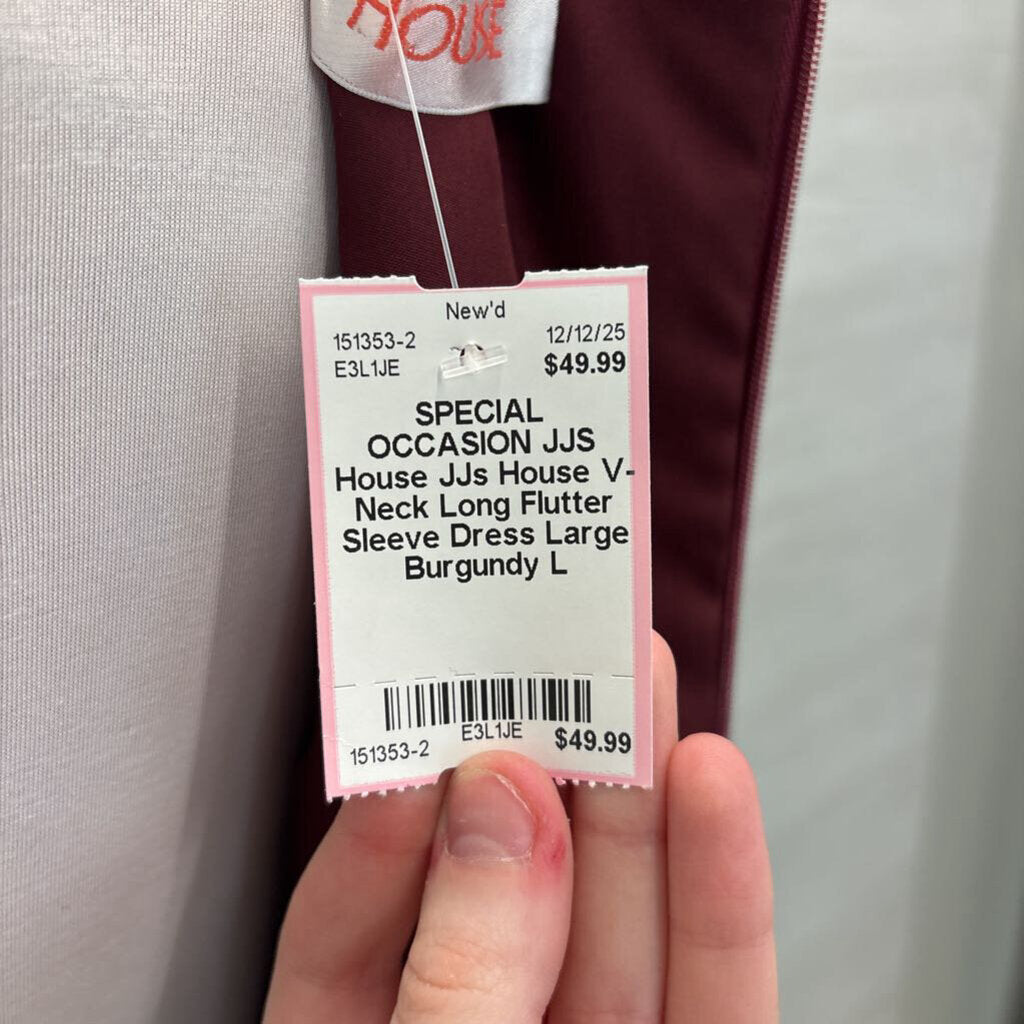 HOUSE
New'd
151353-2 12/12/25
E3L1JE $49.99
SPECIAL
OCCASION JJS
House JJs House V-
Neck Long Flutter
Sleeve Dress Large
Burgundy L
151353-2 E3L1JE $49.99